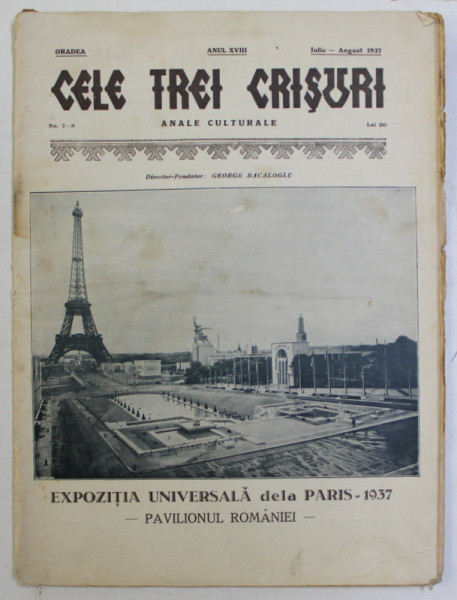 ORADEA ANUL XVIII Iulie — August 1937
CELE TREI CRIŞURI
No. 7-8 ANALE CULTURALE Lei 20
Director-Fondator: GEORGE BACALOGLU
EXPOZIŢIA UNIVERSALĂ dela PARIS - 1937
— PAVILIONUL ROMÂNIEI —